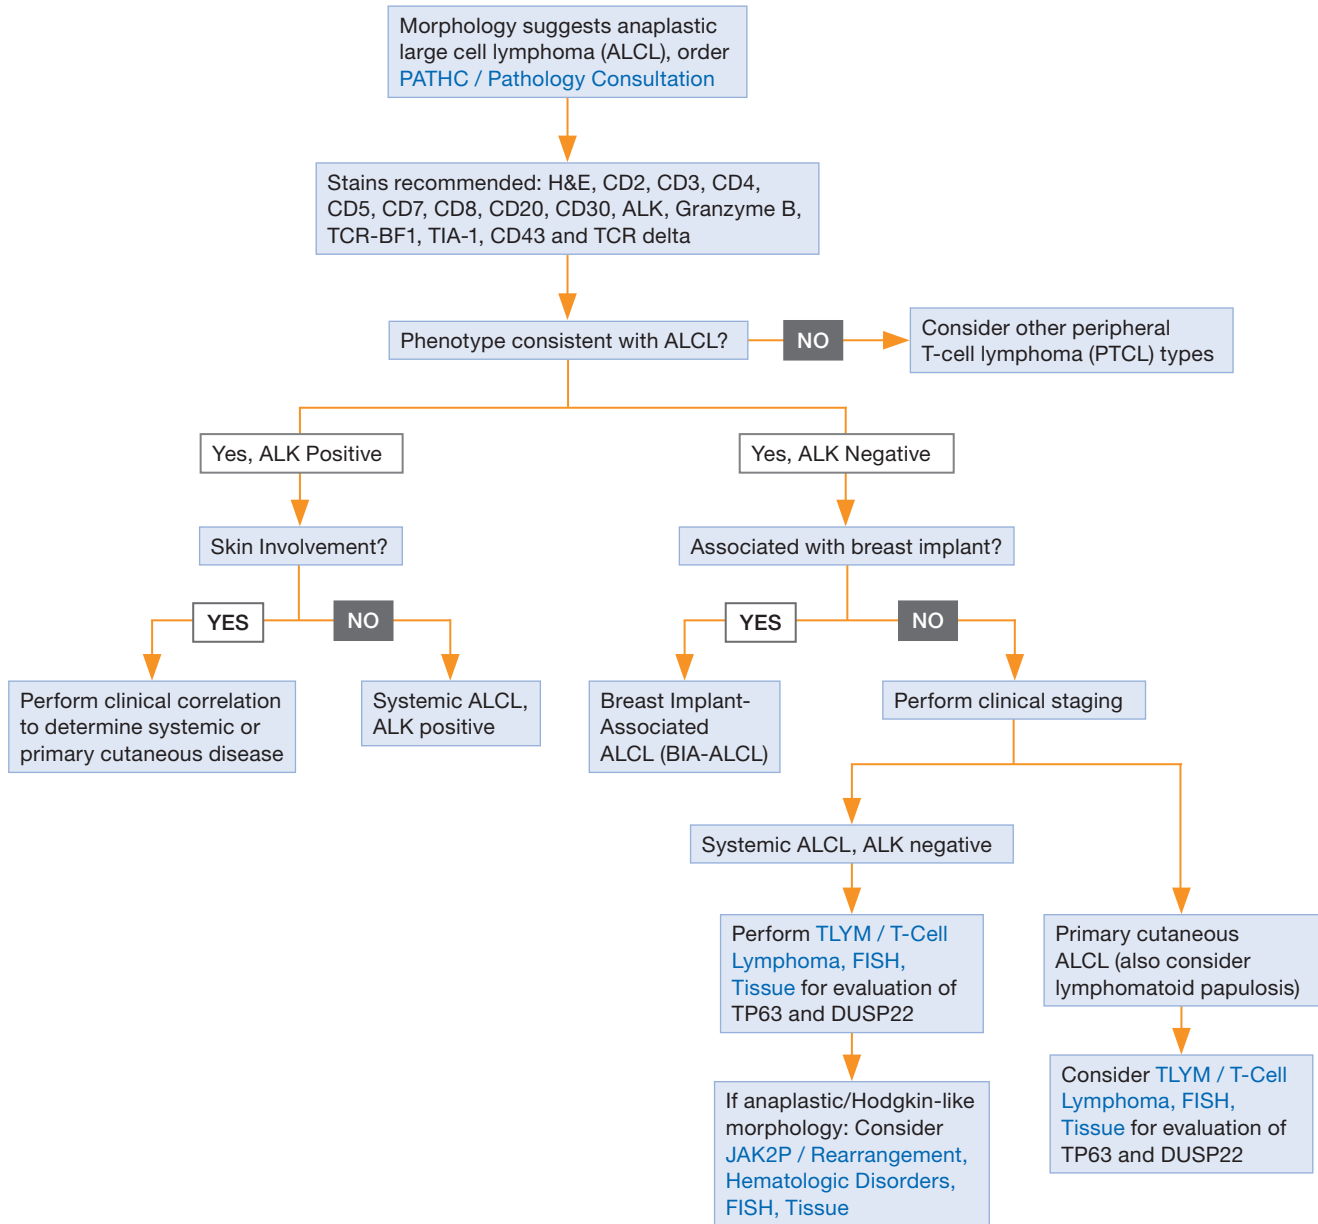 Morphology suggests anaplastic
large cell lymphoma (ALCL), order
PATHC / Pathology Consultation
Stains recommended: H&E, CD2, CD3, CD4,
CD5, CD7, CD8, CD20, CD30, ALK, Granzyme B,
TCR-BF1, TIA-1, CD43 and TCR delta
Phenotype consistent with ALCL?
NO
Consider other peripheral
T-cell lymphoma (PTCL) types
Yes, ALK Positive
Yes, ALK Negative
Skin Involvement?
Associated with breast implant?
YES
NO
YES
NO
Perform clinical correlation
to determine systemic or
primary cutaneous disease
Systemic ALCL,
ALK positive
Breast Implant-
Associated
ALCL (BIA-ALCL)
Perform clinical staging
Systemic ALCL, ALK negative
Perform TLYM / T-Cell
Lymphoma, FISH,
Tissue for evaluation of
TP63 and DUSP22
Primary cutaneous
ALCL (also consider
lymphomatoid papulosis)
If anaplastic/Hodgkin-like
morphology: Consider
JAK2P / Rearrangement,
Hematologic Disorders,
FISH, Tissue
Consider TLYM / T-Cell
Lymphoma, FISH,
Tissue for evaluation of
TP63 and DUSP22